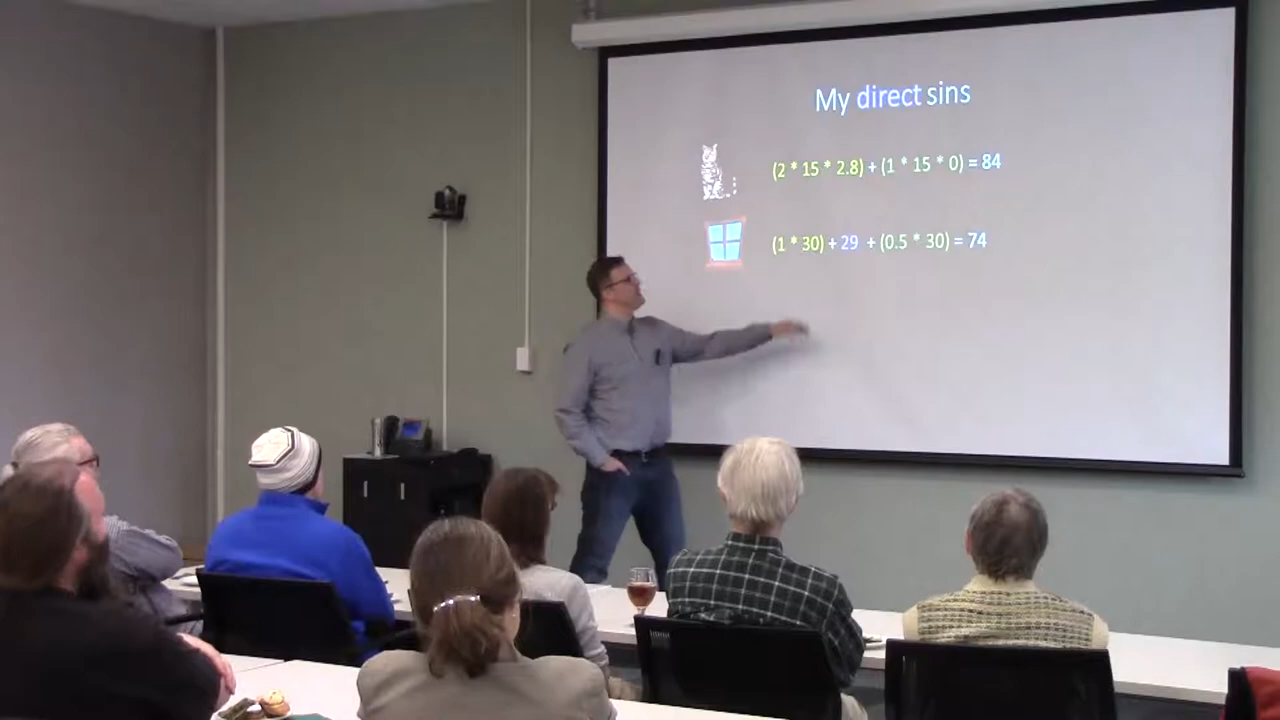 My direct sins
(2 * 15 * 2.8) + (1 * 15 * 0) = 84
(1 * 30) + 29 + (0.5 * 30) = 74